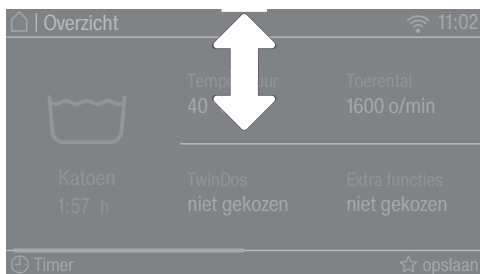 | Overzicht 11:02
Toerental
40 1600 o/min
Katoen TwinDos Extra functies
1:57 h niet gekozen niet gekozen
Timer opslaan